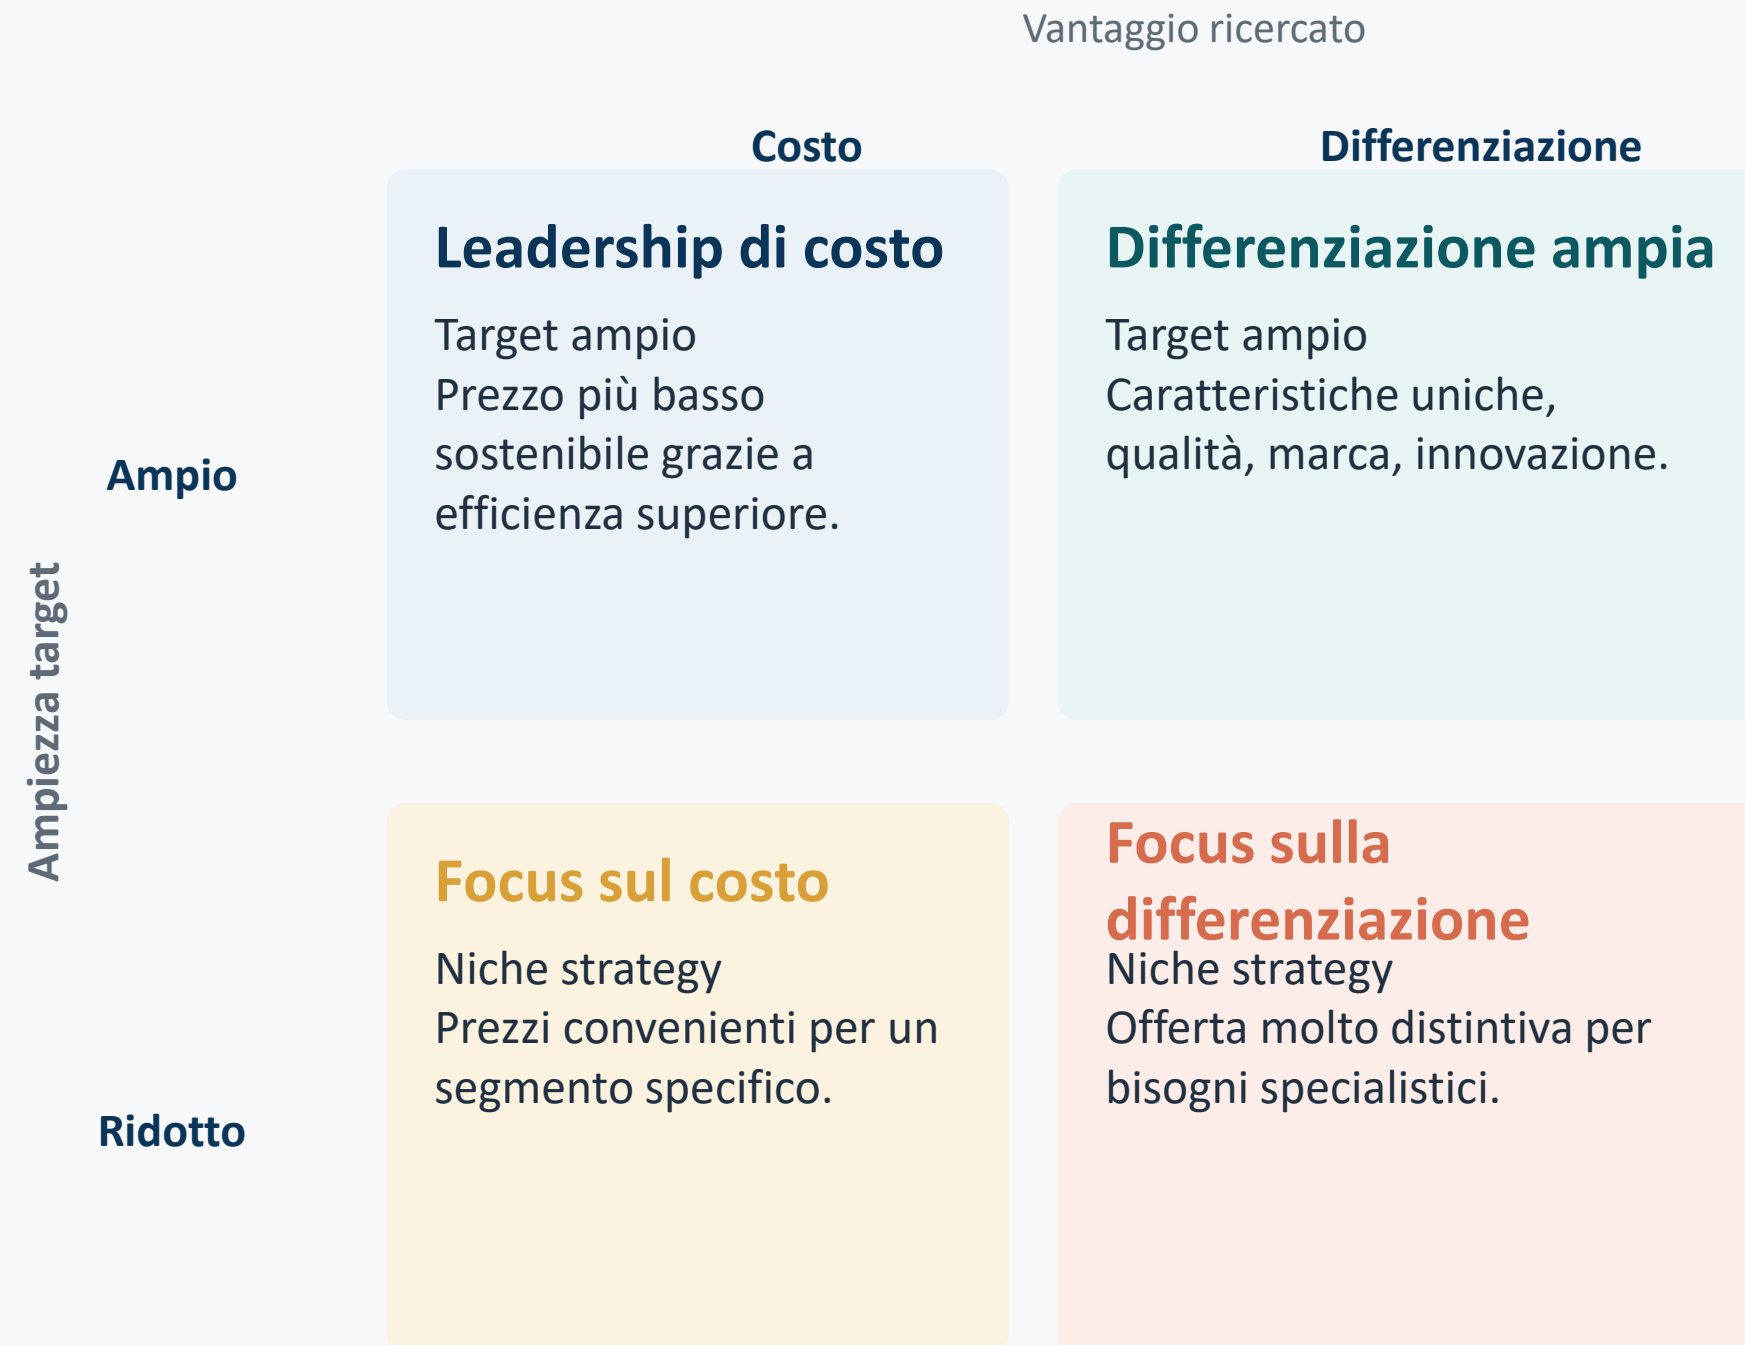 Vantaggio ricercato
Costo
Differenziazione
Leadership di costo
Target ampio
Prezzo più basso
sostenibile grazie a
efficienza superiore.
Differenziazione ampia
Target ampio
Caratteristiche uniche,
qualità, marca, innovazione.
Ampio
Ampiezza target
Focus sul costo
Niche strategy
Prezzi convenienti per un
segmento specifico.
Focus sulla
differenziazione
Niche strategy
Offerta molto distintiva per
bisogni specialistici.
Ridotto